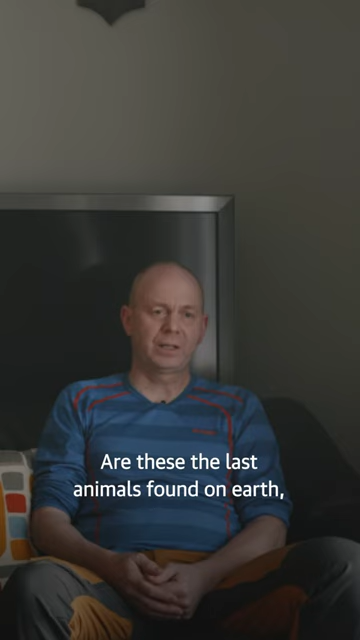 Are these the last
animals found on earth,